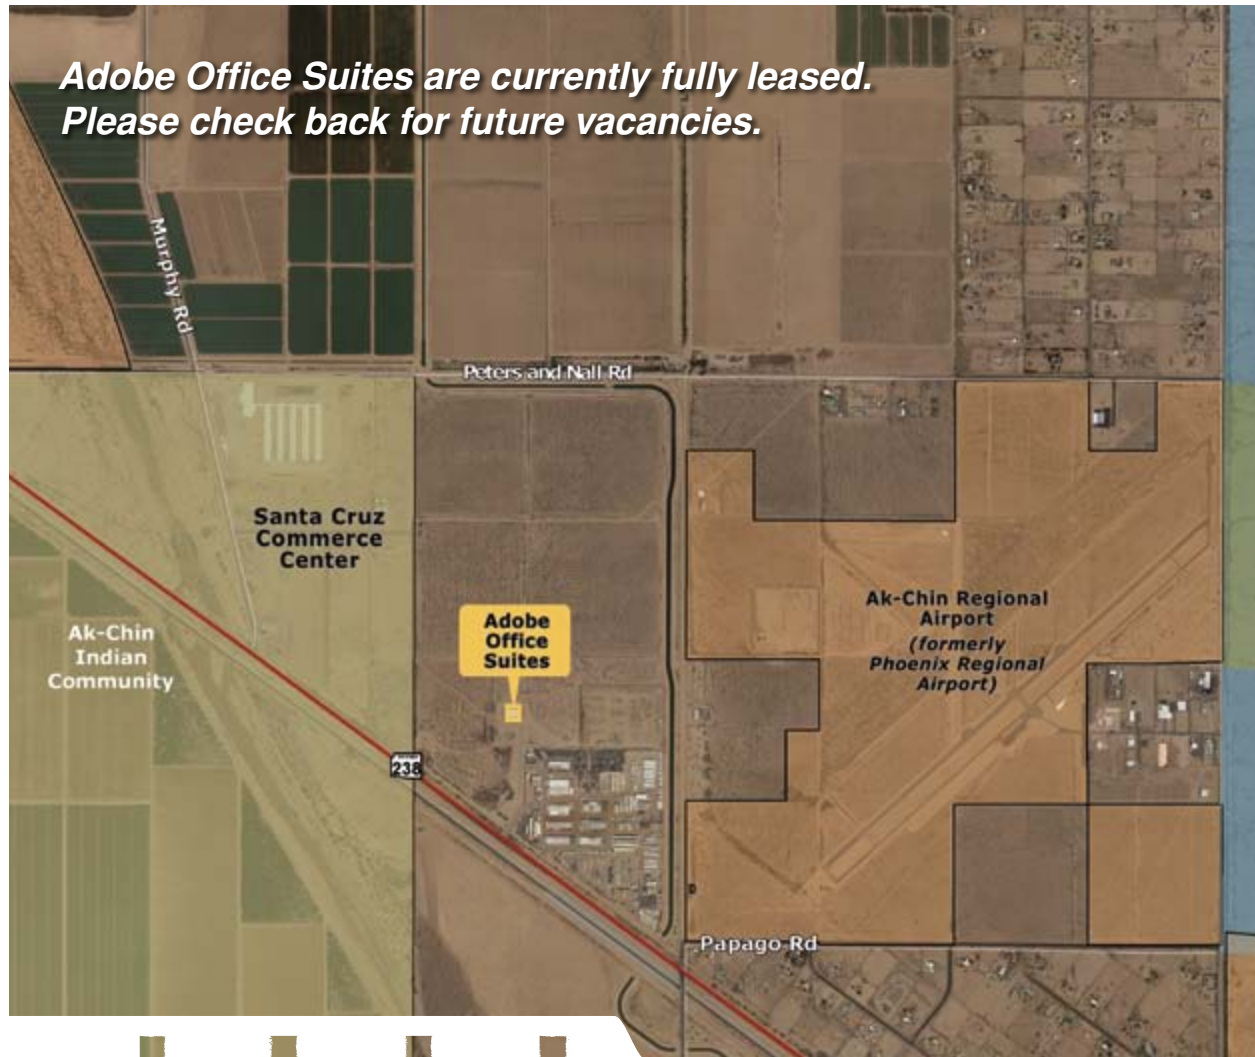 Adobe Office Suites are currently fully leased.
Please check back for future vacancies.
Murphy Rd
Peters and Nall Rd
Santa Cruz
Commerce
Center
Adobe
Office
Suites
Ak-Chin Regional
Airport
(formerly
Phoenix Regional
Airport)
Ak-Chin
Indian
Community
238
Papago Rd